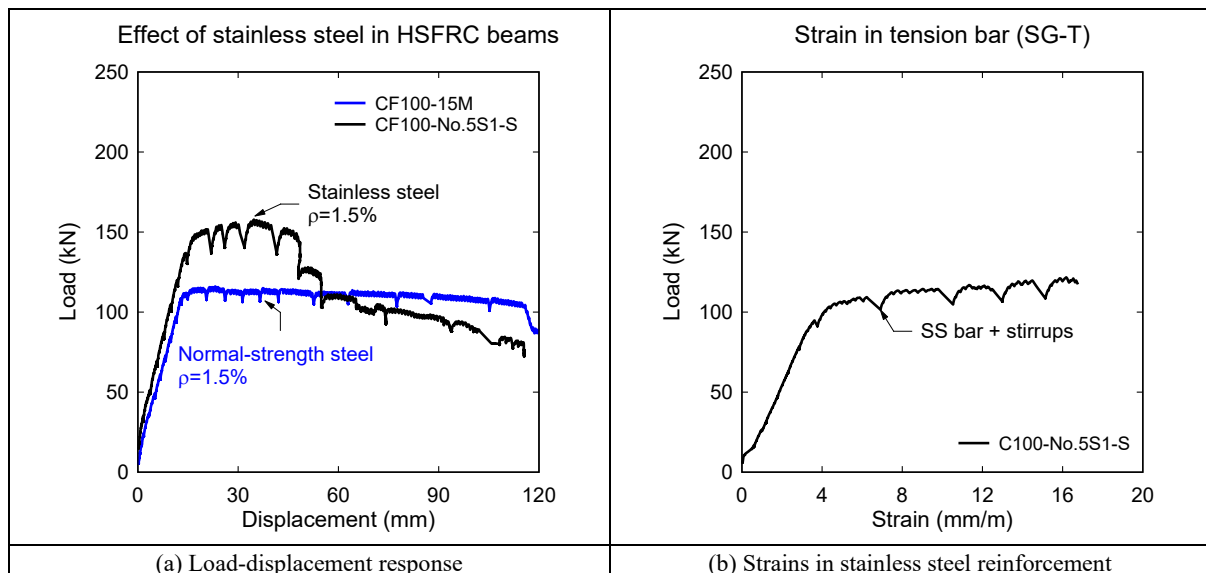 Effect of stainless steel in HSFRC beams
250
200
150
100
50
0
Load (kN)
CF100-15M
CF100-No.5S1-S
Stainless steel
ρ=1.5%
Normal-strength steel
ρ=1.5%
0 30 60 90 120
Displacement (mm)
(a) Load-displacement response
Strain in tension bar (SG-T)
250
200
150
100
50
0
Load (kN)
SS bar + stirrups
C100-No.5S1-S
0 4 8 12 16 20
Strain (mm/m)
(b) Strains in stainless steel reinforcement